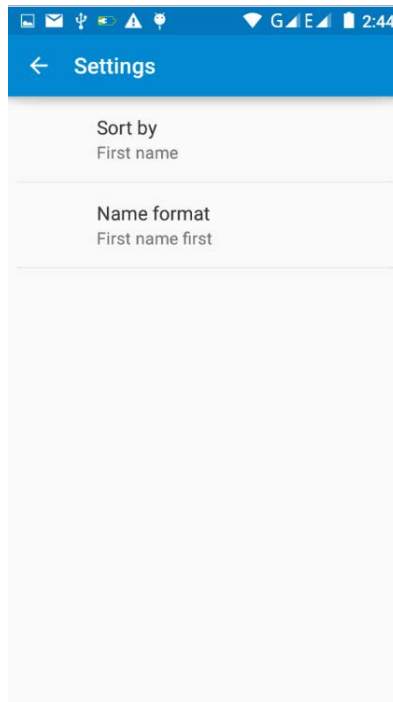 G E 2:44
Settings
Sort by
First name
Name format
First name first